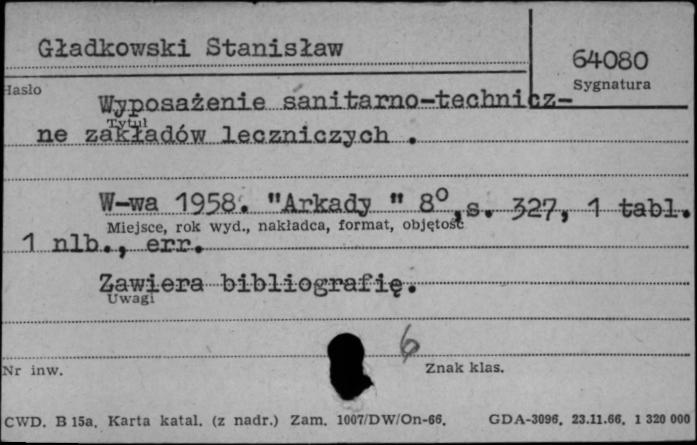 Gładkowski Stanisław
64080
Hasło
Sygnatura
Wyposażenie sanitarno-technicz-
Tytuł
ne zakładów leczniczych .
W-wa 1958. "Arkady " 8º,s. 327, 1 tabl.
Miejsce, rok wyd., nakładca, format, objętość
1 nlb., err.
Zawiera bibliografię.
Uwagi
6
Nr inw.
Znak klas.
CWD. B 15a. Karta katal. (z nadr.) Zam. 1007/DW/On-66. GDA-3096. 23.11.66. 1 320 000